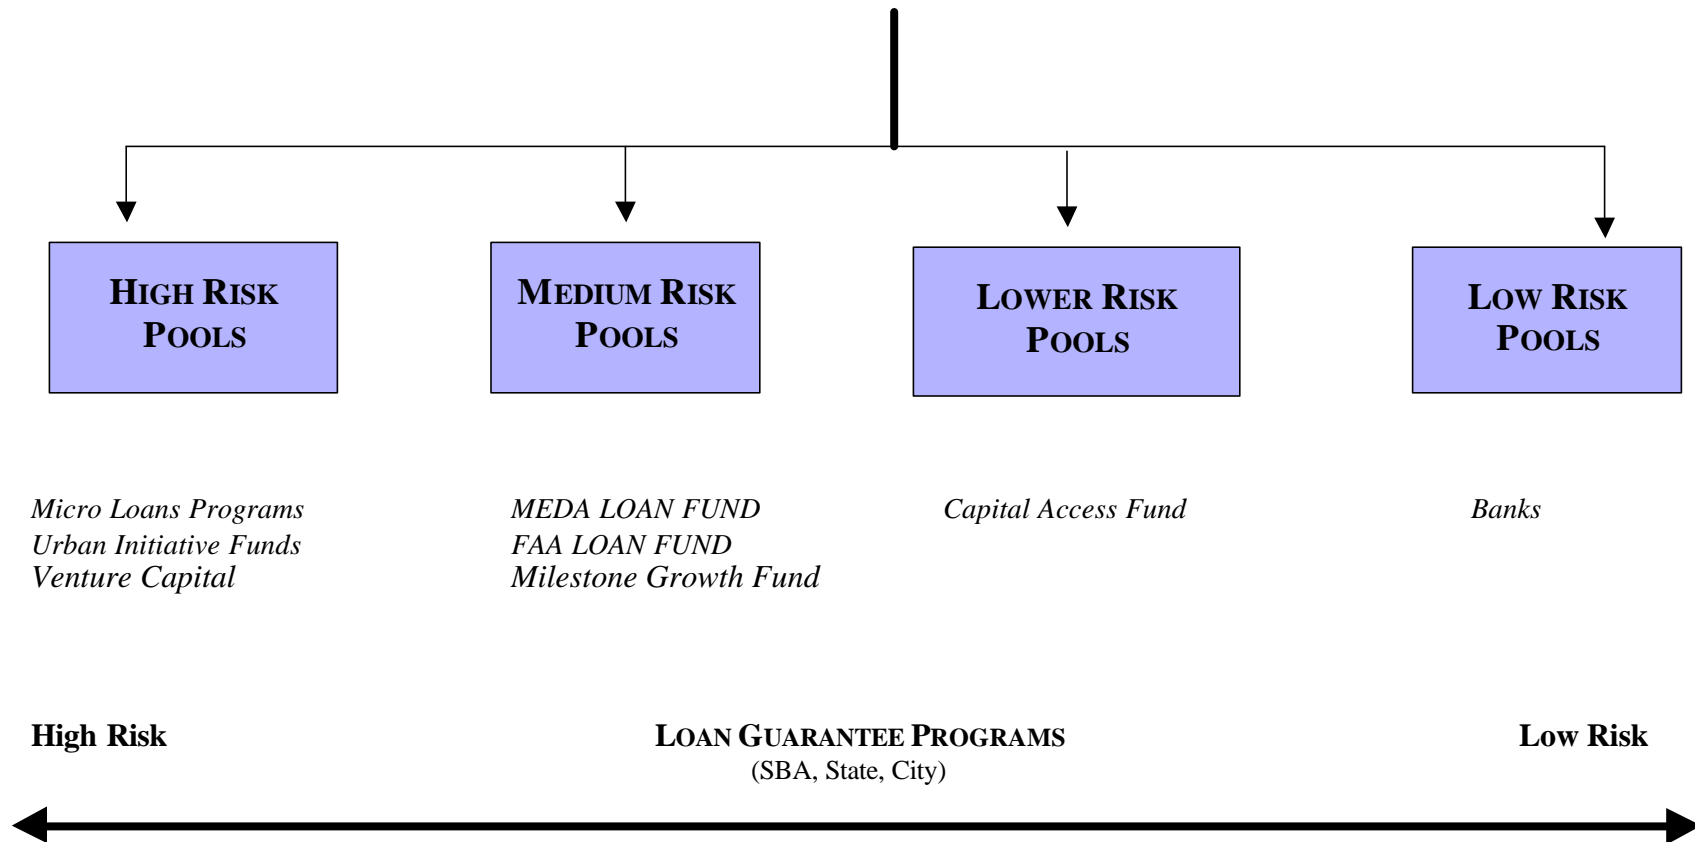 HIGH RISK
POOLS
MEDIUM RISK
POOLS
LOWER RISK
POOLS
LOW RISK
POOLS
Micro Loans Programs
Urban Initiative Funds
Venture Capital
MEDA LOAN FUND
FAA LOAN FUND
Milestone Growth Fund
Capital Access Fund
Banks
High Risk
LOAN GUARANTEE PROGRAMS
(SBA, State, City)
Low Risk